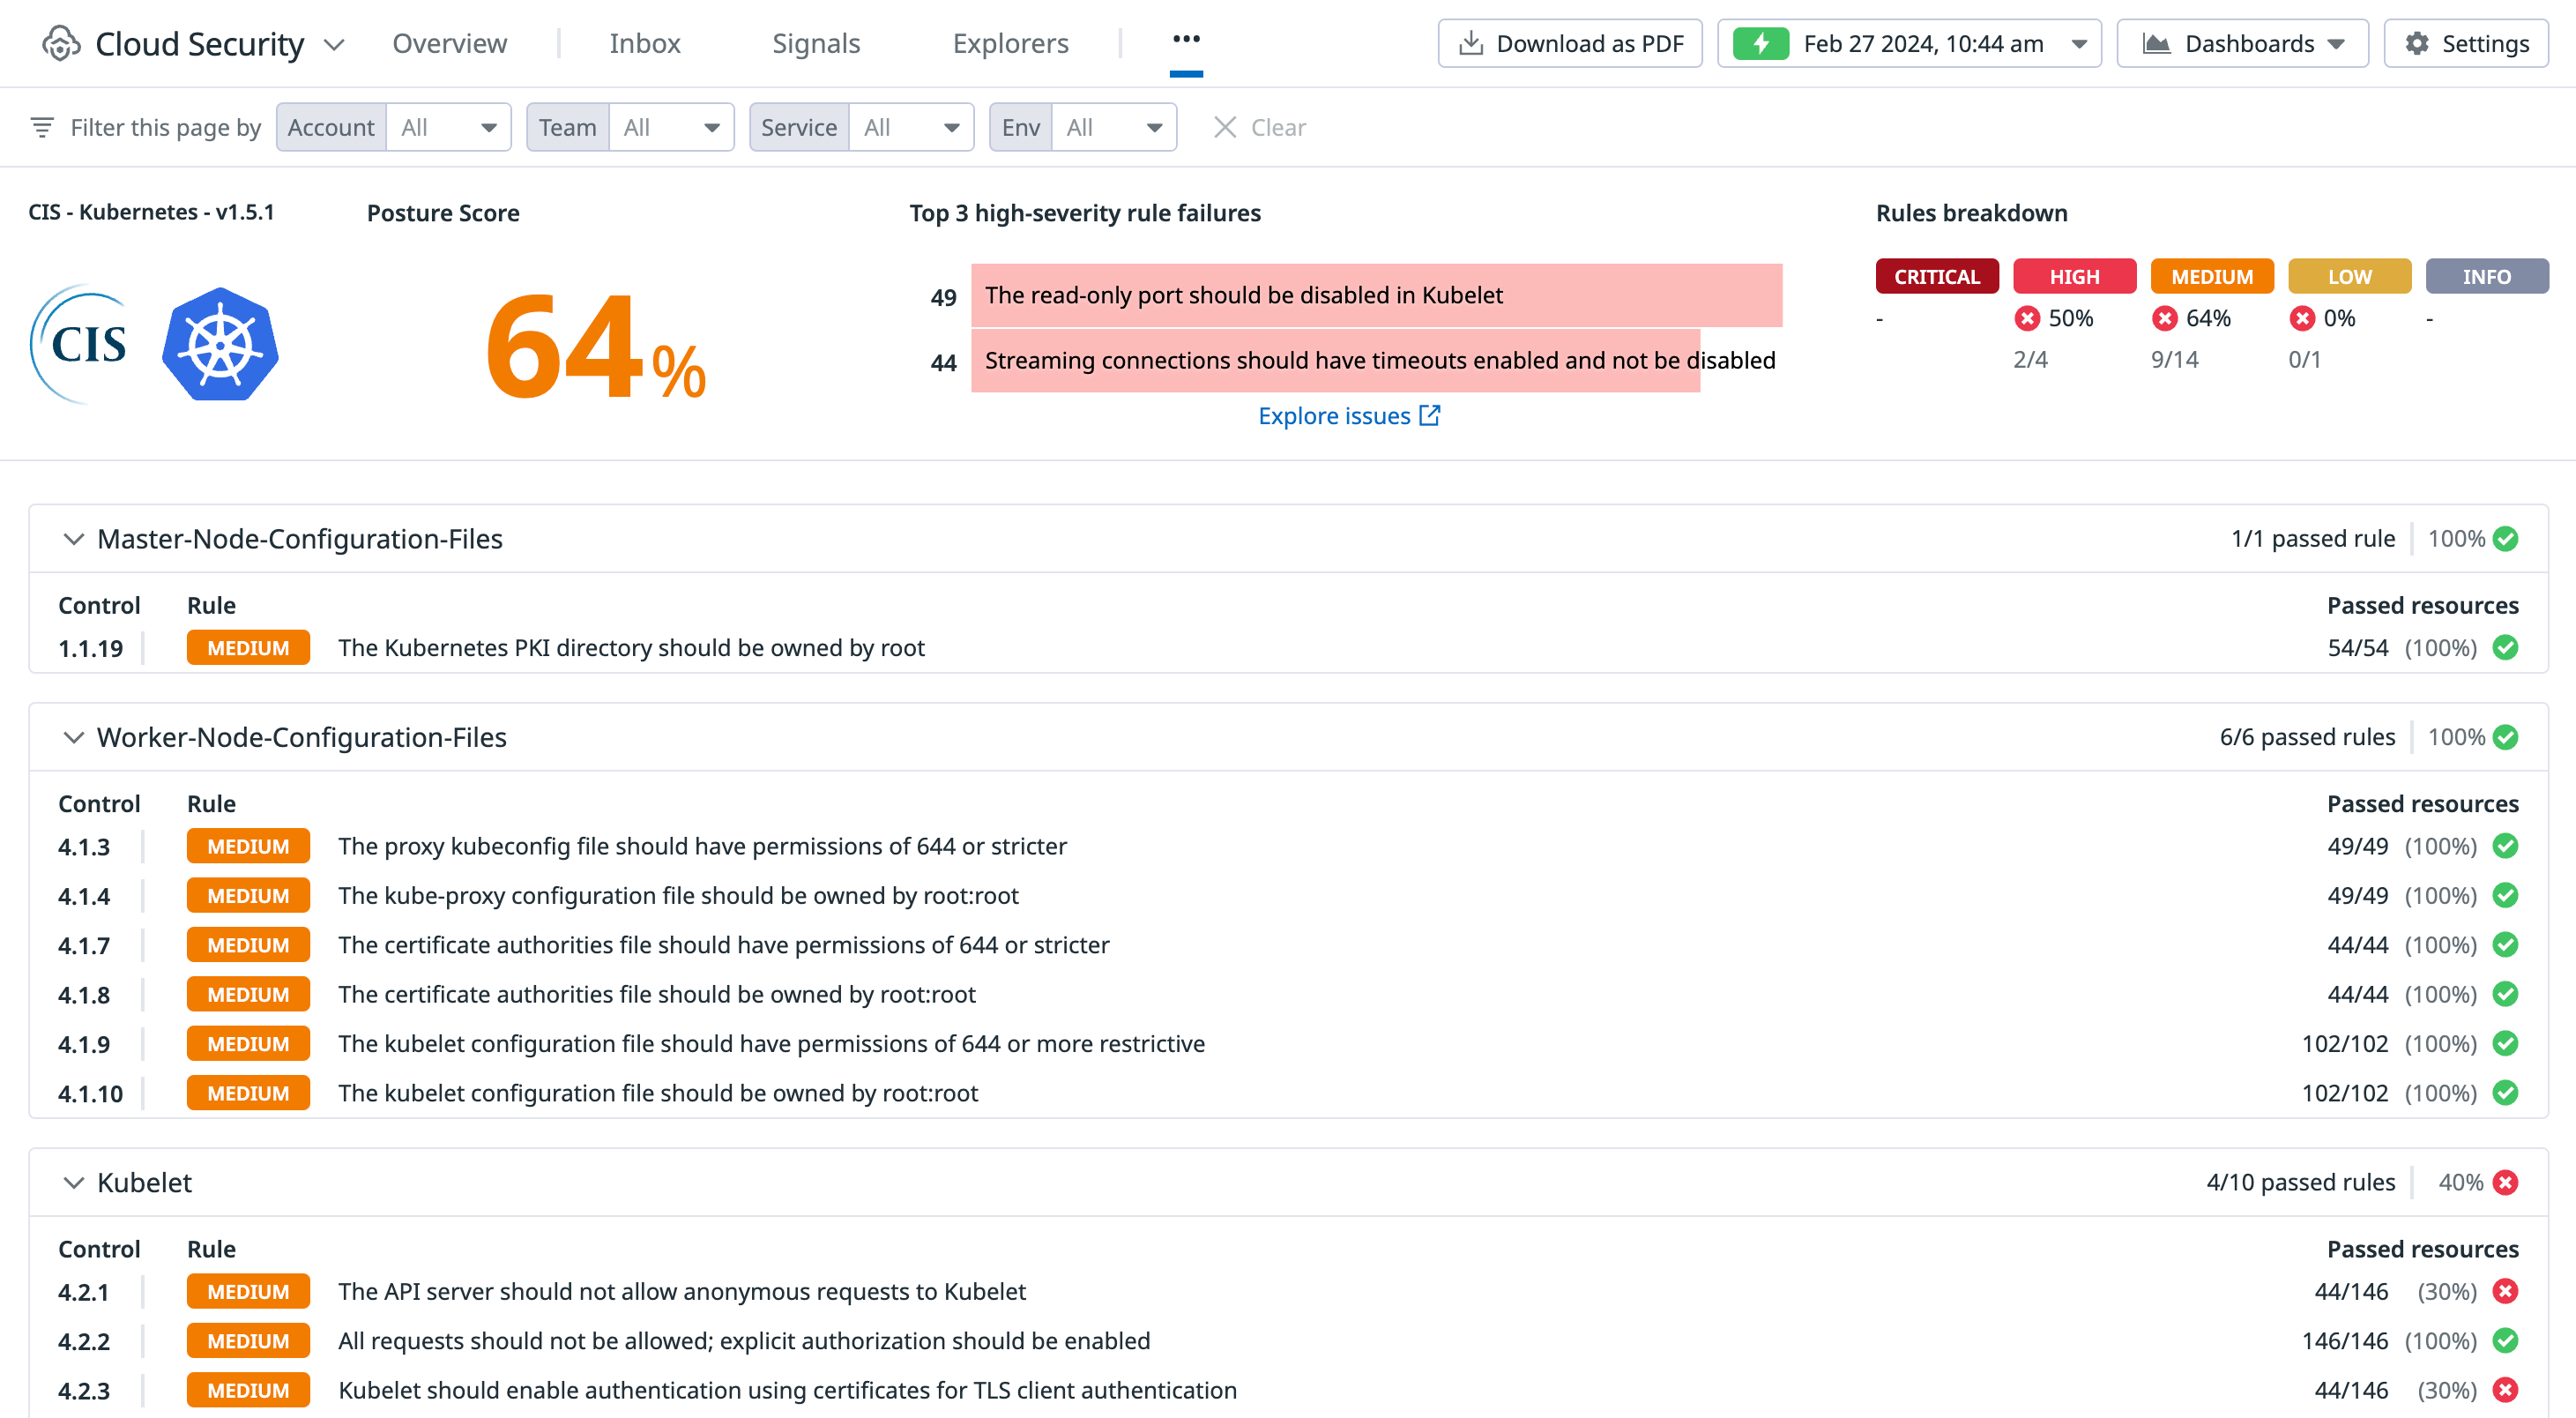 Cloud Security Overview Inbox Signals Explorers ••• Download as PDF Feb 27 2024, 10:44 am Dashboards Settings
Filter this page by Account All Team All Service All Env All Clear
CIS - Kubernetes - v1.5.1
CIS
Posture Score
64%
Top 3 high-severity rule failures
49 The read-only port should be disabled in Kubelet
44 Streaming connections should have timeouts enabled and not be disabled
Explore issues
Rules breakdown
CRITICAL HIGH MEDIUM LOW INFO
- 50% 64% 0% -
2/4 9/14 0/1
Master-Node-Configuration-Files 1/1 passed rule 100%
Control Rule Passed resources
1.1.19 MEDIUM The Kubernetes PKI directory should be owned by root 54/54 (100%)
Worker-Node-Configuration-Files 6/6 passed rules 100%
Control Rule Passed resources
4.1.3 MEDIUM The proxy kubeconfig file should have permissions of 644 or stricter 49/49 (100%)
4.1.4 MEDIUM The kube-proxy configuration file should be owned by root:root 49/49 (100%)
4.1.7 MEDIUM The certificate authorities file should have permissions of 644 or stricter 44/44 (100%)
4.1.8 MEDIUM The certificate authorities file should be owned by root:root 44/44 (100%)
4.1.9 MEDIUM The kubelet configuration file should have permissions of 644 or more restrictive 102/102 (100%)
4.1.10 MEDIUM The kubelet configuration file should be owned by root:root 102/102 (100%)
Kubelet 4/10 passed rules 40%
Control Rule Passed resources
4.2.1 MEDIUM The API server should not allow anonymous requests to Kubelet 44/146 (30%)
4.2.2 MEDIUM All requests should not be allowed; explicit authorization should be enabled 146/146 (100%)
4.2.3 MEDIUM Kubelet should enable authentication using certificates for TLS client authentication 44/146 (30%)